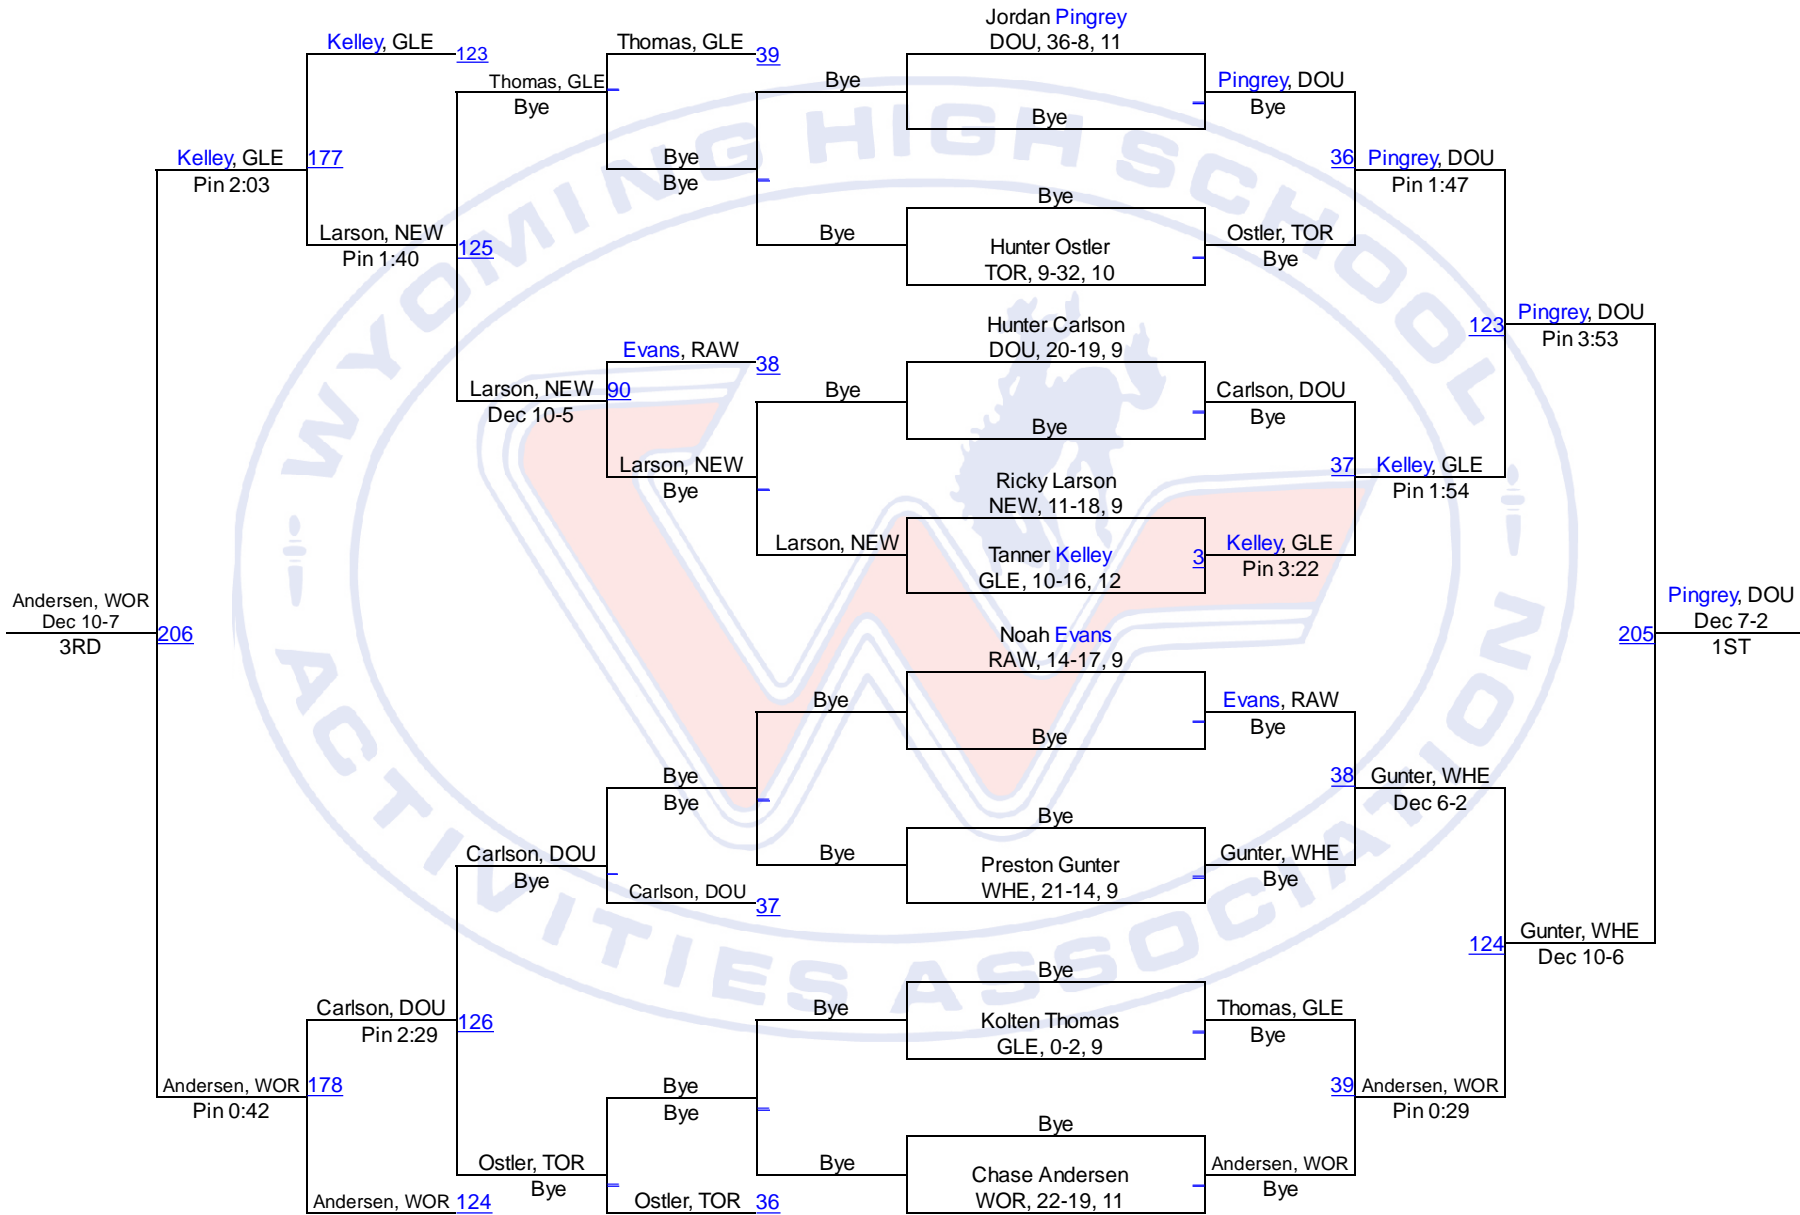 Jordan Pingrey
DOU, 36-8, 11
Bye
Bye
Hunter Ostler
TOR, 9-32, 10
Hunter Carlson
DOU, 20-19, 9
Bye
Ricky Larson
NEW, 11-18, 9
Tanner Kelley
GLE, 10-16, 12
3
Noah Evans
RAW, 14-17, 9
Bye
Bye
Preston Gunter
WHE, 21-14, 9
Bye
Kolten Thomas
GLE, 0-2, 9
Bye
Chase Andersen
WOR, 22-19, 11
Pingrey, DOU
Bye
36
Ostler, TOR
Bye
Carlson, DOU
Bye
37
Kelley, GLE
Pin 3:22
Evans, RAW
Bye
38
Gunter, WHE
Bye
Thomas, GLE
Bye
39
Andersen, WOR
Bye
Pingrey, DOU
Pin 1:47
123
Kelley, GLE
Pin 1:54
Gunter, WHE
Dec 6-2
124
Andersen, WOR
Pin 0:29
Pingrey, DOU
Pin 3:53
205
Gunter, WHE
Dec 10-6
Pingrey, DOU
Dec 7-2
1ST
Bye
Bye
Bye
Larson, NEW
Bye
Bye
Bye
Bye
Thomas, GLE
39
Bye
Bye
Evans, RAW
38
Larson, NEW
Bye
Bye
Bye
Carlson, DOU
37
Bye
Bye
Ostler, TOR
36
Thomas, GLE
Bye
Larson, NEW
90
Dec 10-5
Carlson, DOU
Bye
Ostler, TOR
Bye
Kelley, GLE
123
Larson, NEW
125
Pin 1:40
Carlson, DOU
126
Pin 2:29
Andersen, WOR
124
Kelley, GLE
177
Pin 2:03
Andersen, WOR
178
Pin 0:42
Andersen, WOR
Dec 10-7
206
3RD
WYOMING HIGH SCHOOL
ACTIVITIES ASSOCIATION